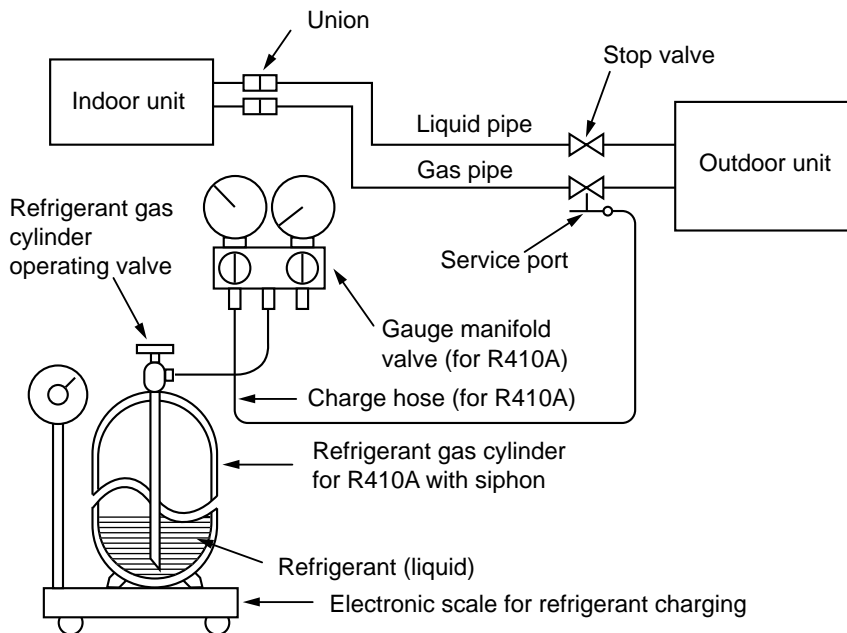 Union
Stop valve
Indoor unit
Liquid pipe
Outdoor unit
Gas pipe
Refrigerant gas
cylinder
operating valve
Service port
Gauge manifold
valve (for R410A)
Charge hose (for R410A)
Refrigerant gas cylinder
for R410A with siphon
Refrigerant (liquid)
Electronic scale for refrigerant charging